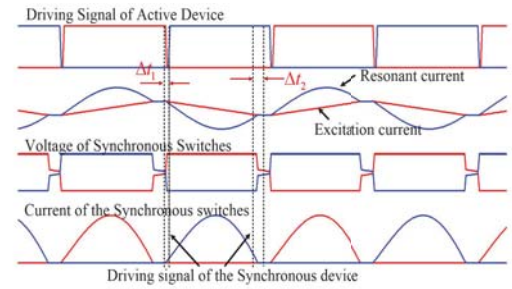 Driving Signal of Active Device
Δt₁
Δt₂
Resonant current
Excitation current
Voltage of Synchronous Switches
Current of the Synchronous switches
Driving signal of the Synchronous device